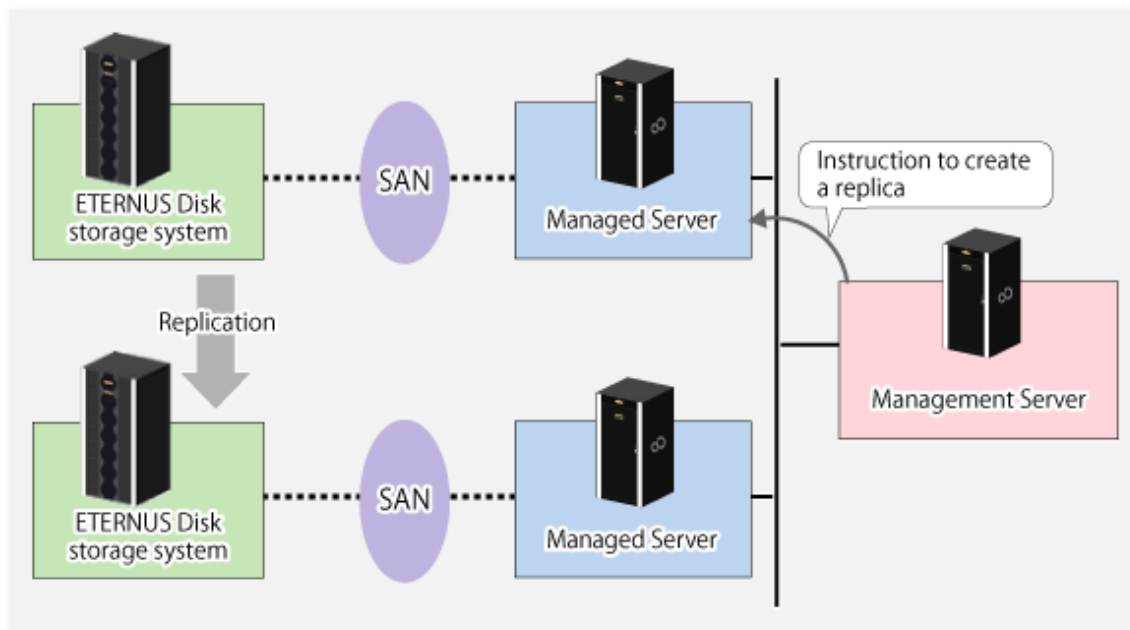 ETERNUS Disk
storage system
SAN
Managed Server
Instruction to create
a replica
Replication
Management Server
ETERNUS Disk
storage system
SAN
Managed Server